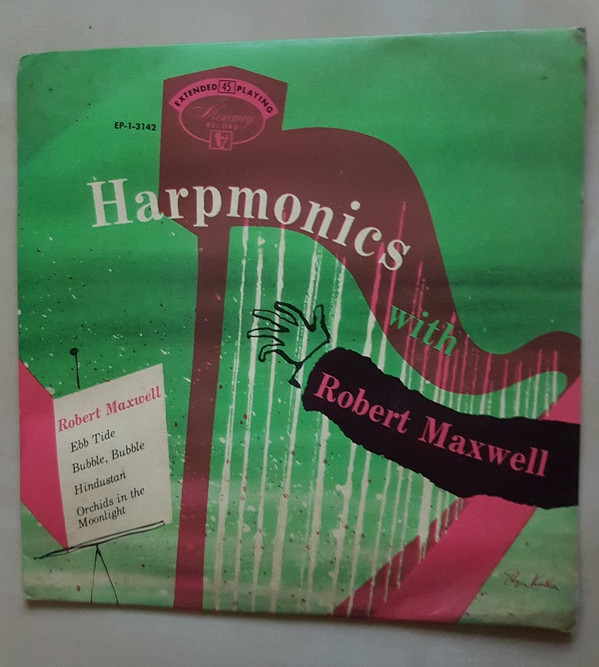 EXTENDED 45 PLAYING
Mercury
RECORD
EP-1-3142
Harpmonics
with
Robert Maxwell
Robert Maxwell
Ebb Tide
Bubble, Bubble
Hindustan
Orchids in the
Moonlight